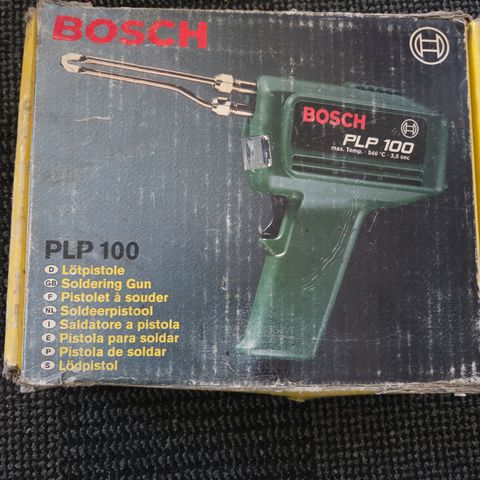 BOSCH
BOSCH
PLP 100
max. Temp. · 540 °C · 3,5 sec
PLP 100
D Lötpistole
GB Soldering Gun
F Pistolet à souder
NL Soldeerpistool
I Saldatore a pistola
E Pistola para soldar
P Pistola de soldar
S Lödpistol